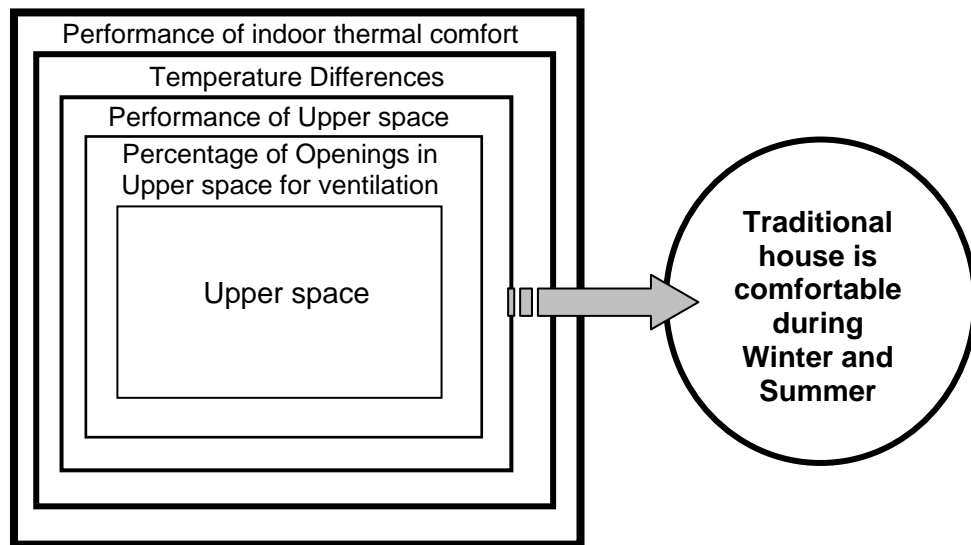 Performance of indoor thermal comfort
Temperature Differences
Performance of Upper space
Percentage of Openings in
Upper space for ventilation
Upper space
Traditional
house is
comfortable
during
Winter and
Summer